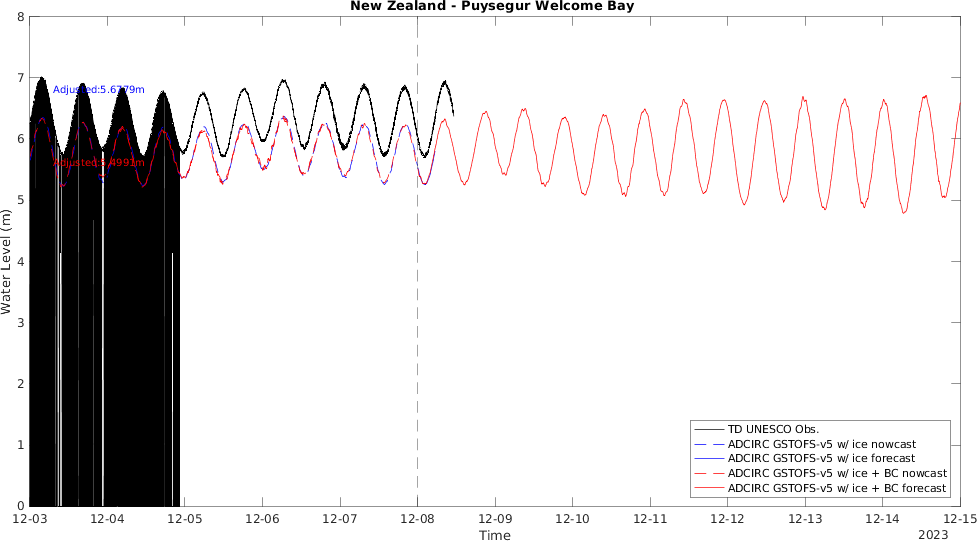 New Zealand - Puysegur Welcome Bay
8
7
6
5
4
3
2
1
0
Water Level (m)
Adjusted:5.6779m
TD UNESCO Obs.
ADCIRC GSTOFS-v5 w/ ice nowcast
ADCIRC GSTOFS-v5 w/ ice forecast
ADCIRC GSTOFS-v5 w/ ice + BC nowcast
ADCIRC GSTOFS-v5 w/ ice + BC forecast
12-03 12-04 12-05 12-06 12-07 12-08 12-09 12-10 12-11 12-12 12-13 12-14 12-15
Time
2023